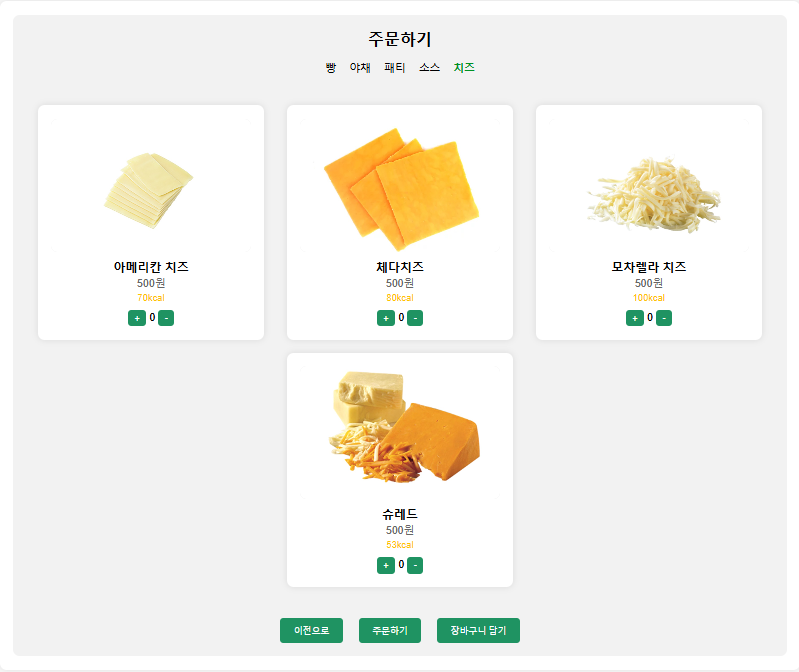 주문하기
빵 야채 패티 소스 치즈
아메리칸 치즈
500원
70kcal
+ 0 -
체다치즈
500원
80kcal
+ 0 -
모차렐라 치즈
500원
100kcal
+ 0 -
슈레드
500원
53kcal
+ 0 -
이전으로 주문하기 장바구니 담기